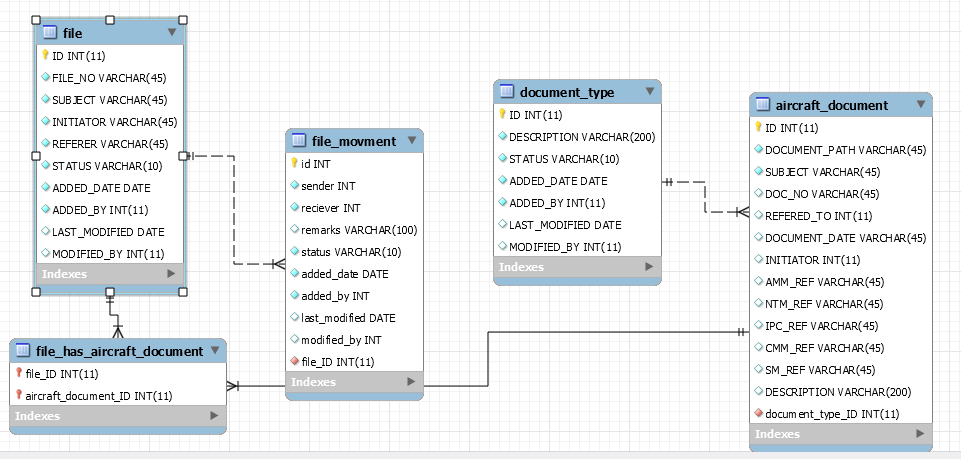 file
ID INT(11)
FILE_NO VARCHAR(45)
SUBJECT VARCHAR(45)
INITIATOR VARCHAR(45)
REFERER VARCHAR(45)
STATUS VARCHAR(10)
ADDED_DATE DATE
ADDED_BY INT(11)
LAST_MODIFIED DATE
MODIFIED_BY INT(11)
Indexes
file_movment
id INT
sender INT
reciever INT
remarks VARCHAR(100)
status VARCHAR(10)
added_date DATE
added_by INT
last_modified DATE
modified_by INT
file_ID INT(11)
Indexes
document_type
ID INT(11)
DESCRIPTION VARCHAR(200)
STATUS VARCHAR(10)
ADDED_DATE DATE
ADDED_BY INT(11)
LAST_MODIFIED DATE
MODIFIED_BY INT(11)
Indexes
aircraft_document
ID INT(11)
DOCUMENT_PATH VARCHAR(45)
SUBJECT VARCHAR(45)
DOC_NO VARCHAR(45)
REFERED_TO INT(11)
DOCUMENT_DATE VARCHAR(45)
INITIATOR INT(11)
AMM_REF VARCHAR(45)
NTM_REF VARCHAR(45)
IPC_REF VARCHAR(45)
CMM_REF VARCHAR(45)
SM_REF VARCHAR(45)
DESCRIPTION VARCHAR(200)
document_type_ID INT(11)
Indexes
file_has_aircraft_document
file_ID INT(11)
aircraft_document_ID INT(11)
Indexes